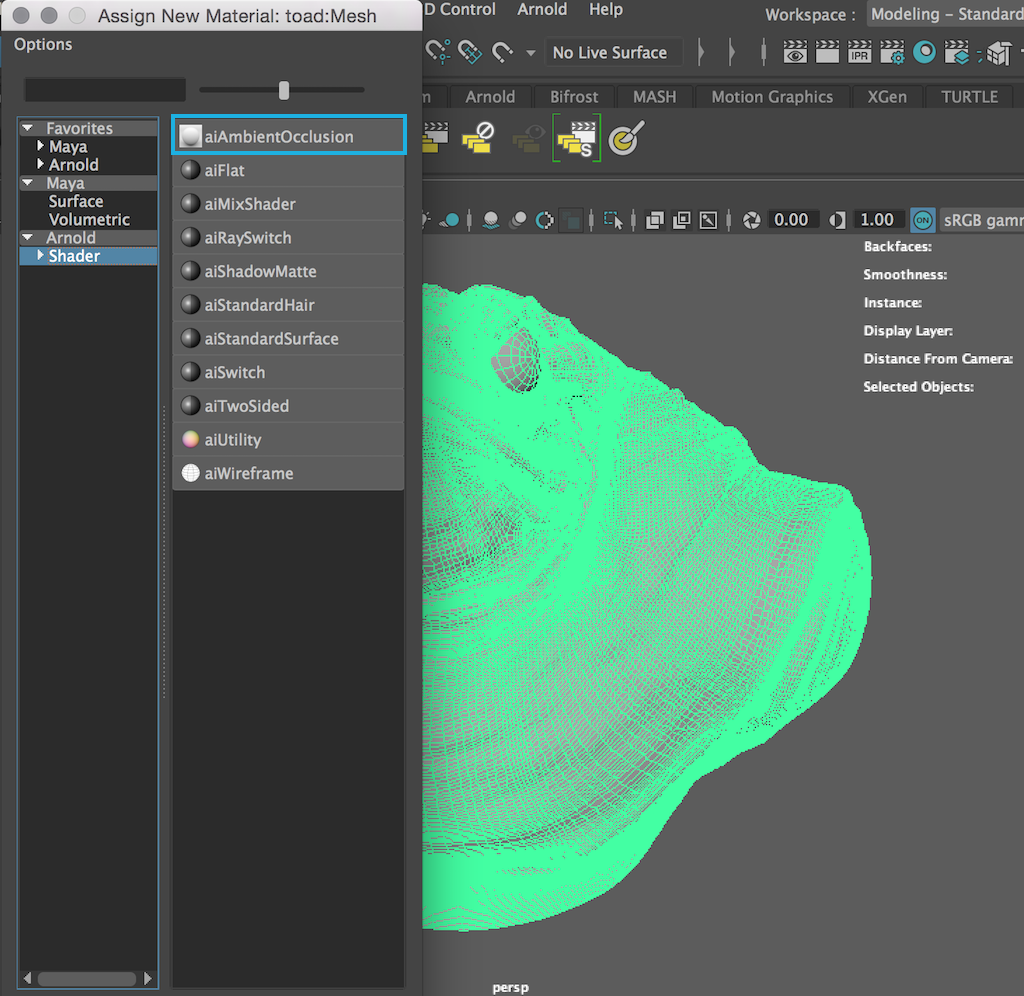 Assign New Material: toad:Mesh
Options
Favorites
Maya
Arnold
Maya
Surface
Volumetric
Arnold
Shader
aiAmbientOcclusion
aiFlat
aiMixShader
aiRaySwitch
aiShadowMatte
aiStandardHair
aiStandardSurface
aiSwitch
aiTwoSided
aiUtility
aiWireframe
D Control Arnold Help
Workspace : Modeling - Standard
No Live Surface
IPR
m Arnold Bifrost MASH Motion Graphics XGen TURTLE
S
0.00 1.00 ON sRGB gamm
Backfaces:
Smoothness:
Instance:
Display Layer:
Distance From Camera:
Selected Objects:
persp